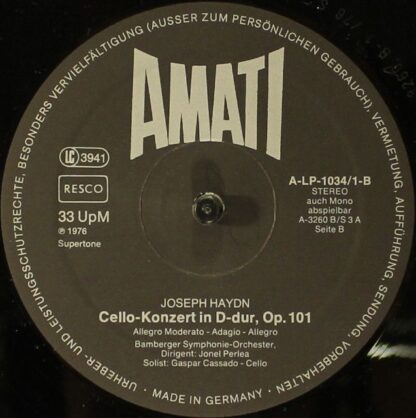 URHEBER- UND LEISTUNGSSCHUTZRECHTE, BESONDERS VERVIELFÄLTIGUNG (AUSSER ZUM PERSÖNLICHEN GEBRAUCH), VERMIETUNG, AUFFÜHRUNG, SENDUNG, VORBEHALTEN
AMATI
LC 3941
RESCO
33 UpM
℗ 1976
Supertone
A-LP-1034/1-B
STEREO
auch Mono
abspielbar
A-3260 B/S 3 A
Seite B
JOSEPH HAYDN
Cello-Konzert in D-dur, Op. 101
Allegro Moderato - Adagio - Allegro
Bamberger Symphonie-Orchester,
Dirigent: Jonel Perlea
Solist: Gaspar Cassado - Cello
• MADE IN GERMANY •